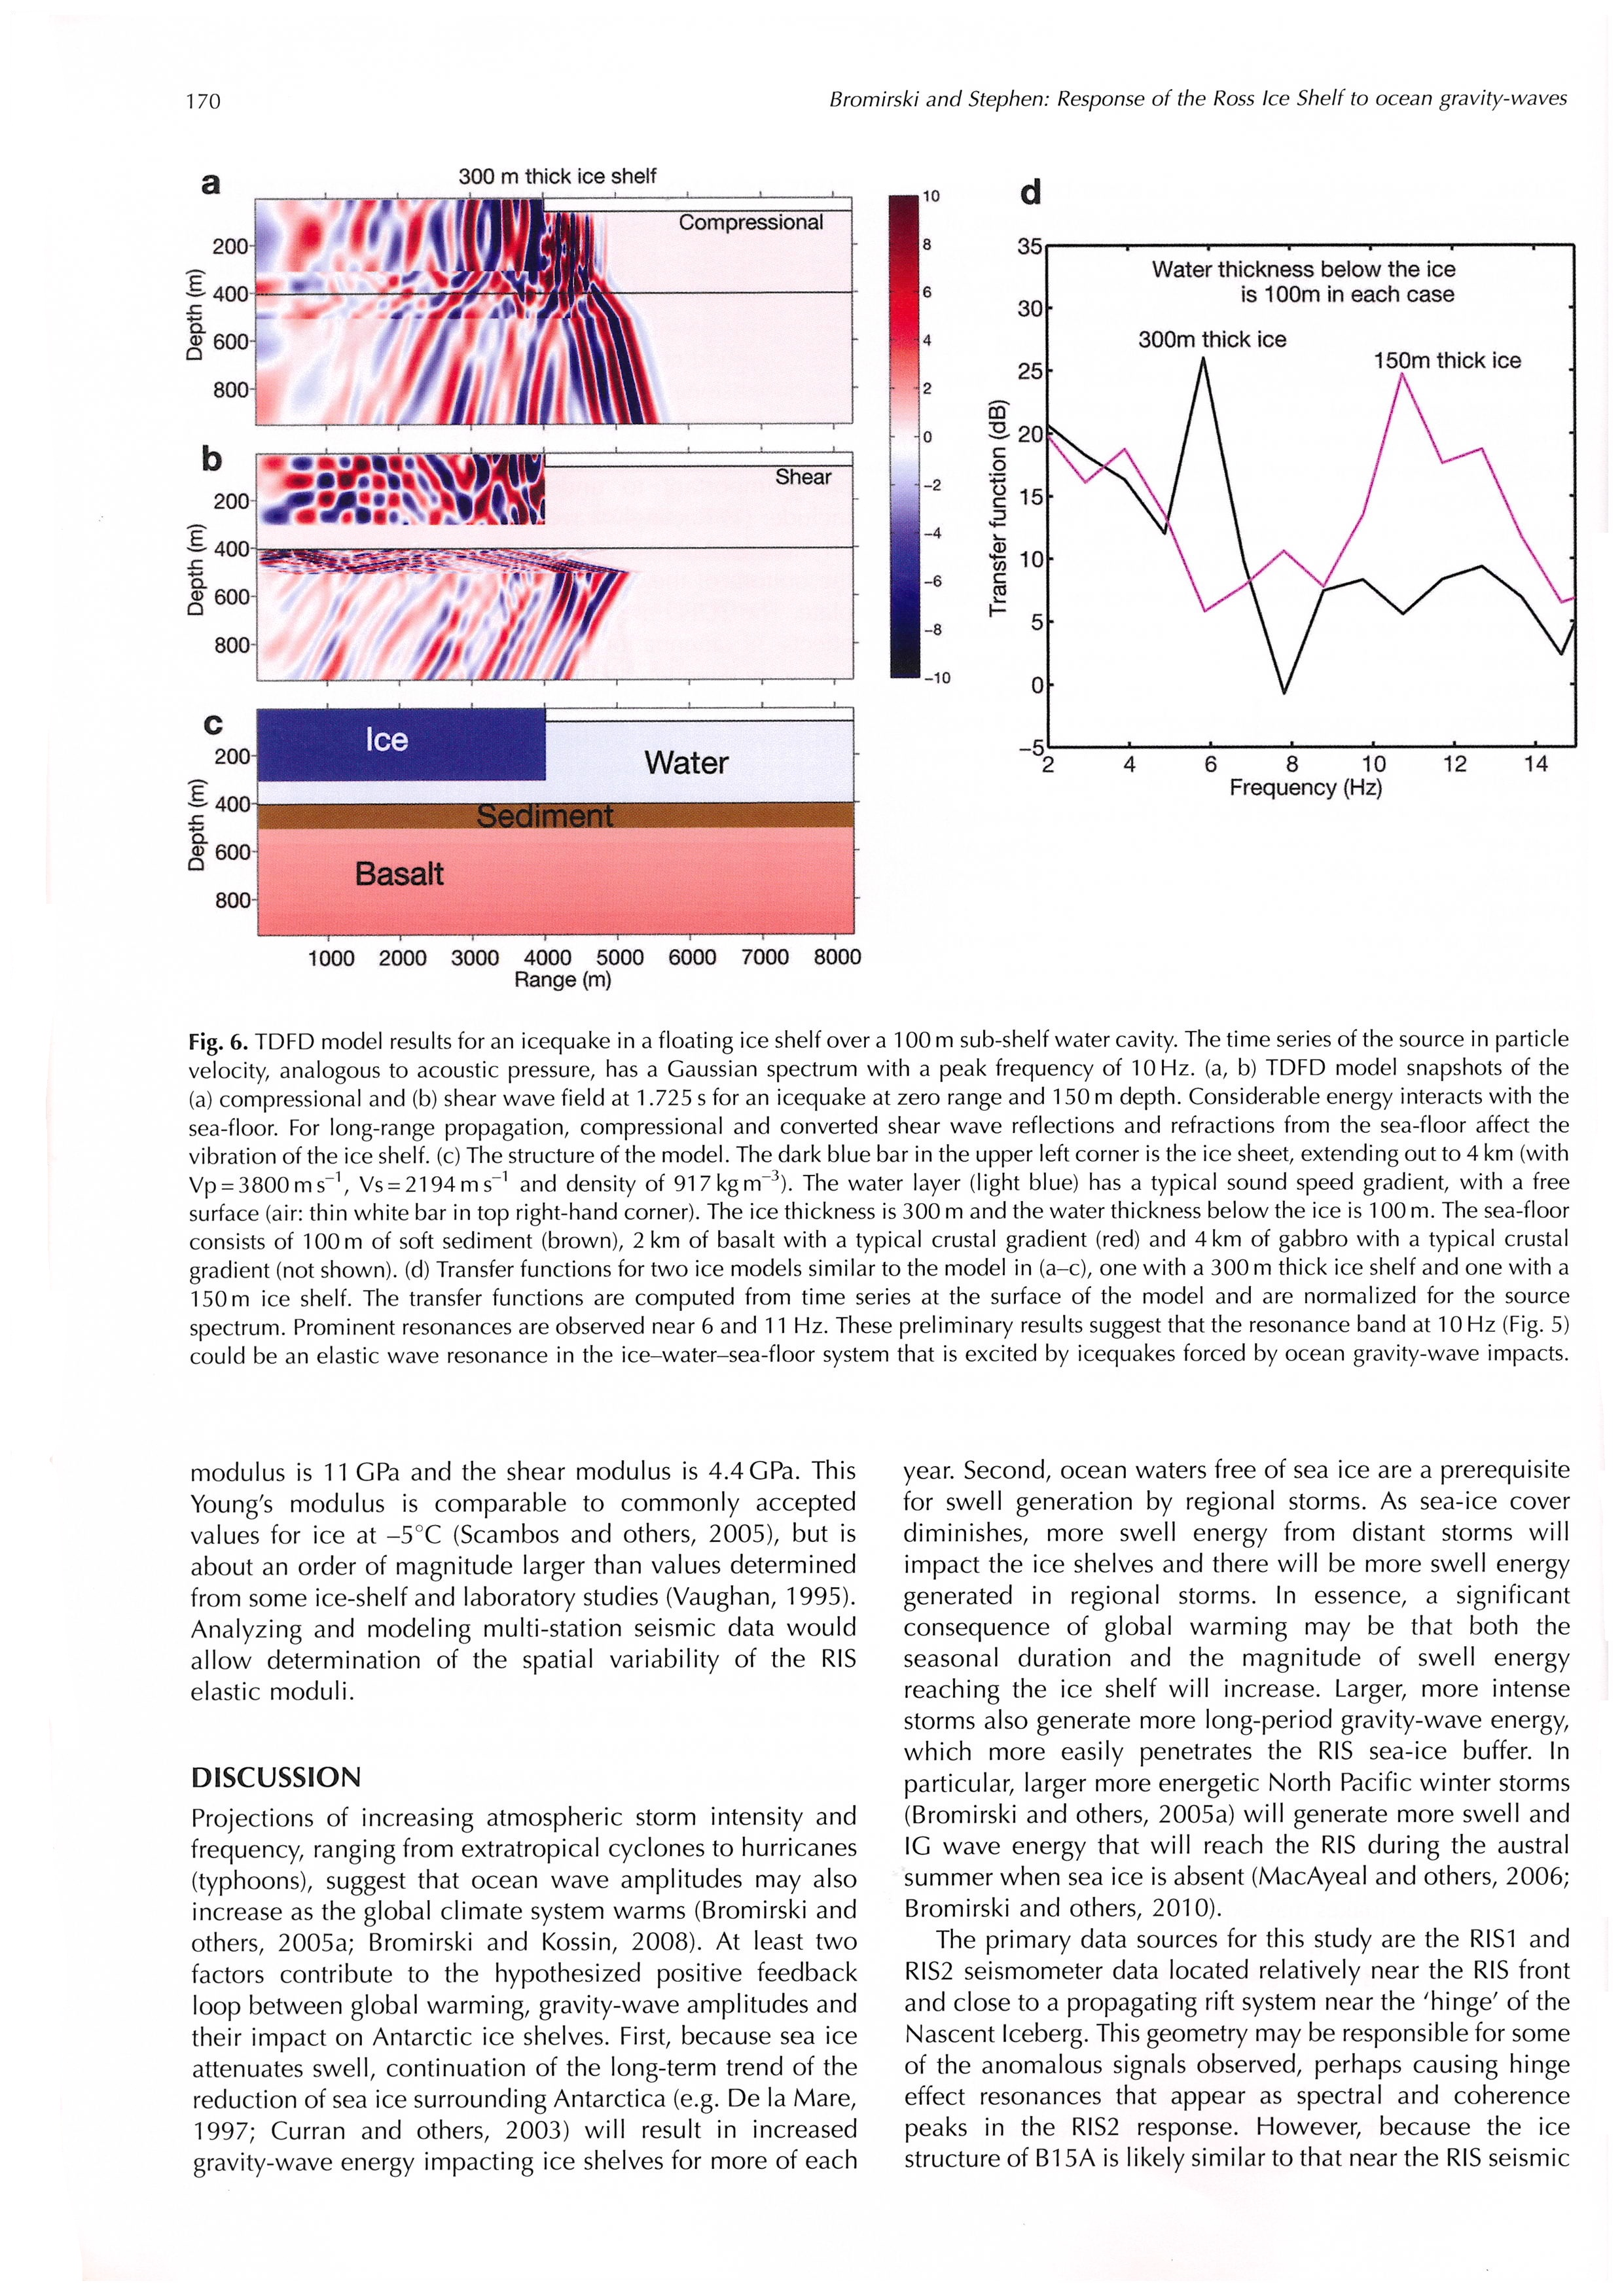 170
Bromirski and Stephen: Response of the Ross Ice Shelf to ocean gravity-waves
a
300 m thick ice shelf
Compressional
Depth (m)
200
400
600
800
b
Shear
Depth (m)
200
400
600
800
c
Ice
Water
Sediment
Basalt
Depth (m)
200
400
600
800
1000 2000 3000 4000 5000 6000 7000 8000
Range (m)
10
8
6
4
2
0
−2
−4
−6
−8
−10
d
Water thickness below the ice
is 100m in each case
300m thick ice
150m thick ice
Transfer function (dB)
35
30
25
20
15
10
5
0
−5
2 4 6 8 10 12 14
Frequency (Hz)
Fig. 6. TDFD model results for an icequake in a floating ice shelf over a 100 m sub-shelf water cavity. The time series of the source in particle
velocity, analogous to acoustic pressure, has a Gaussian spectrum with a peak frequency of 10 Hz. (a, b) TDFD model snapshots of the
(a) compressional and (b) shear wave field at 1.725 s for an icequake at zero range and 150 m depth. Considerable energy interacts with the
sea-floor. For long-range propagation, compressional and converted shear wave reflections and refractions from the sea-floor affect the
vibration of the ice shelf. (c) The structure of the model. The dark blue bar in the upper left corner is the ice sheet, extending out to 4 km (with
Vp = 3800 m s⁻¹, Vs = 2194 m s⁻¹ and density of 917 kg m⁻³). The water layer (light blue) has a typical sound speed gradient, with a free
surface (air: thin white bar in top right-hand corner). The ice thickness is 300 m and the water thickness below the ice is 100 m. The sea-floor
consists of 100 m of soft sediment (brown), 2 km of basalt with a typical crustal gradient (red) and 4 km of gabbro with a typical crustal
gradient (not shown). (d) Transfer functions for two ice models similar to the model in (a–c), one with a 300 m thick ice shelf and one with a
150 m ice shelf. The transfer functions are computed from time series at the surface of the model and are normalized for the source
spectrum. Prominent resonances are observed near 6 and 11 Hz. These preliminary results suggest that the resonance band at 10 Hz (Fig. 5)
could be an elastic wave resonance in the ice–water–sea-floor system that is excited by icequakes forced by ocean gravity-wave impacts.
modulus is 11 GPa and the shear modulus is 4.4 GPa. This
Young's modulus is comparable to commonly accepted
values for ice at −5°C (Scambos and others, 2005), but is
about an order of magnitude larger than values determined
from some ice-shelf and laboratory studies (Vaughan, 1995).
Analyzing and modeling multi-station seismic data would
allow determination of the spatial variability of the RIS
elastic moduli.
DISCUSSION
Projections of increasing atmospheric storm intensity and
frequency, ranging from extratropical cyclones to hurricanes
(typhoons), suggest that ocean wave amplitudes may also
increase as the global climate system warms (Bromirski and
others, 2005a; Bromirski and Kossin, 2008). At least two
factors contribute to the hypothesized positive feedback
loop between global warming, gravity-wave amplitudes and
their impact on Antarctic ice shelves. First, because sea ice
attenuates swell, continuation of the long-term trend of the
reduction of sea ice surrounding Antarctica (e.g. De la Mare,
1997; Curran and others, 2003) will result in increased
gravity-wave energy impacting ice shelves for more of each
year. Second, ocean waters free of sea ice are a prerequisite
for swell generation by regional storms. As sea-ice cover
diminishes, more swell energy from distant storms will
impact the ice shelves and there will be more swell energy
generated in regional storms. In essence, a significant
consequence of global warming may be that both the
seasonal duration and the magnitude of swell energy
reaching the ice shelf will increase. Larger, more intense
storms also generate more long-period gravity-wave energy,
which more easily penetrates the RIS sea-ice buffer. In
particular, larger more energetic North Pacific winter storms
(Bromirski and others, 2005a) will generate more swell and
IG wave energy that will reach the RIS during the austral
summer when sea ice is absent (MacAyeal and others, 2006;
Bromirski and others, 2010).
The primary data sources for this study are the RIS1 and
RIS2 seismometer data located relatively near the RIS front
and close to a propagating rift system near the 'hinge' of the
Nascent Iceberg. This geometry may be responsible for some
of the anomalous signals observed, perhaps causing hinge
effect resonances that appear as spectral and coherence
peaks in the RIS2 response. However, because the ice
structure of B15A is likely similar to that near the RIS seismic